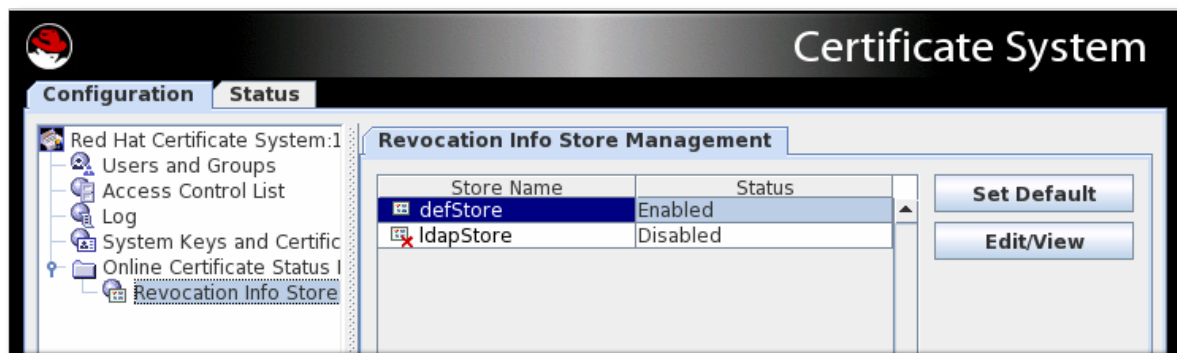 Certificate System
Configuration
Status
Red Hat Certificate System:1
Users and Groups
Access Control List
Log
System Keys and Certific
Online Certificate Status
Revocation Info Store
Revocation Info Store Management
Store Name Status
defStore Enabled
ldapStore Disabled
Set Default
Edit/View